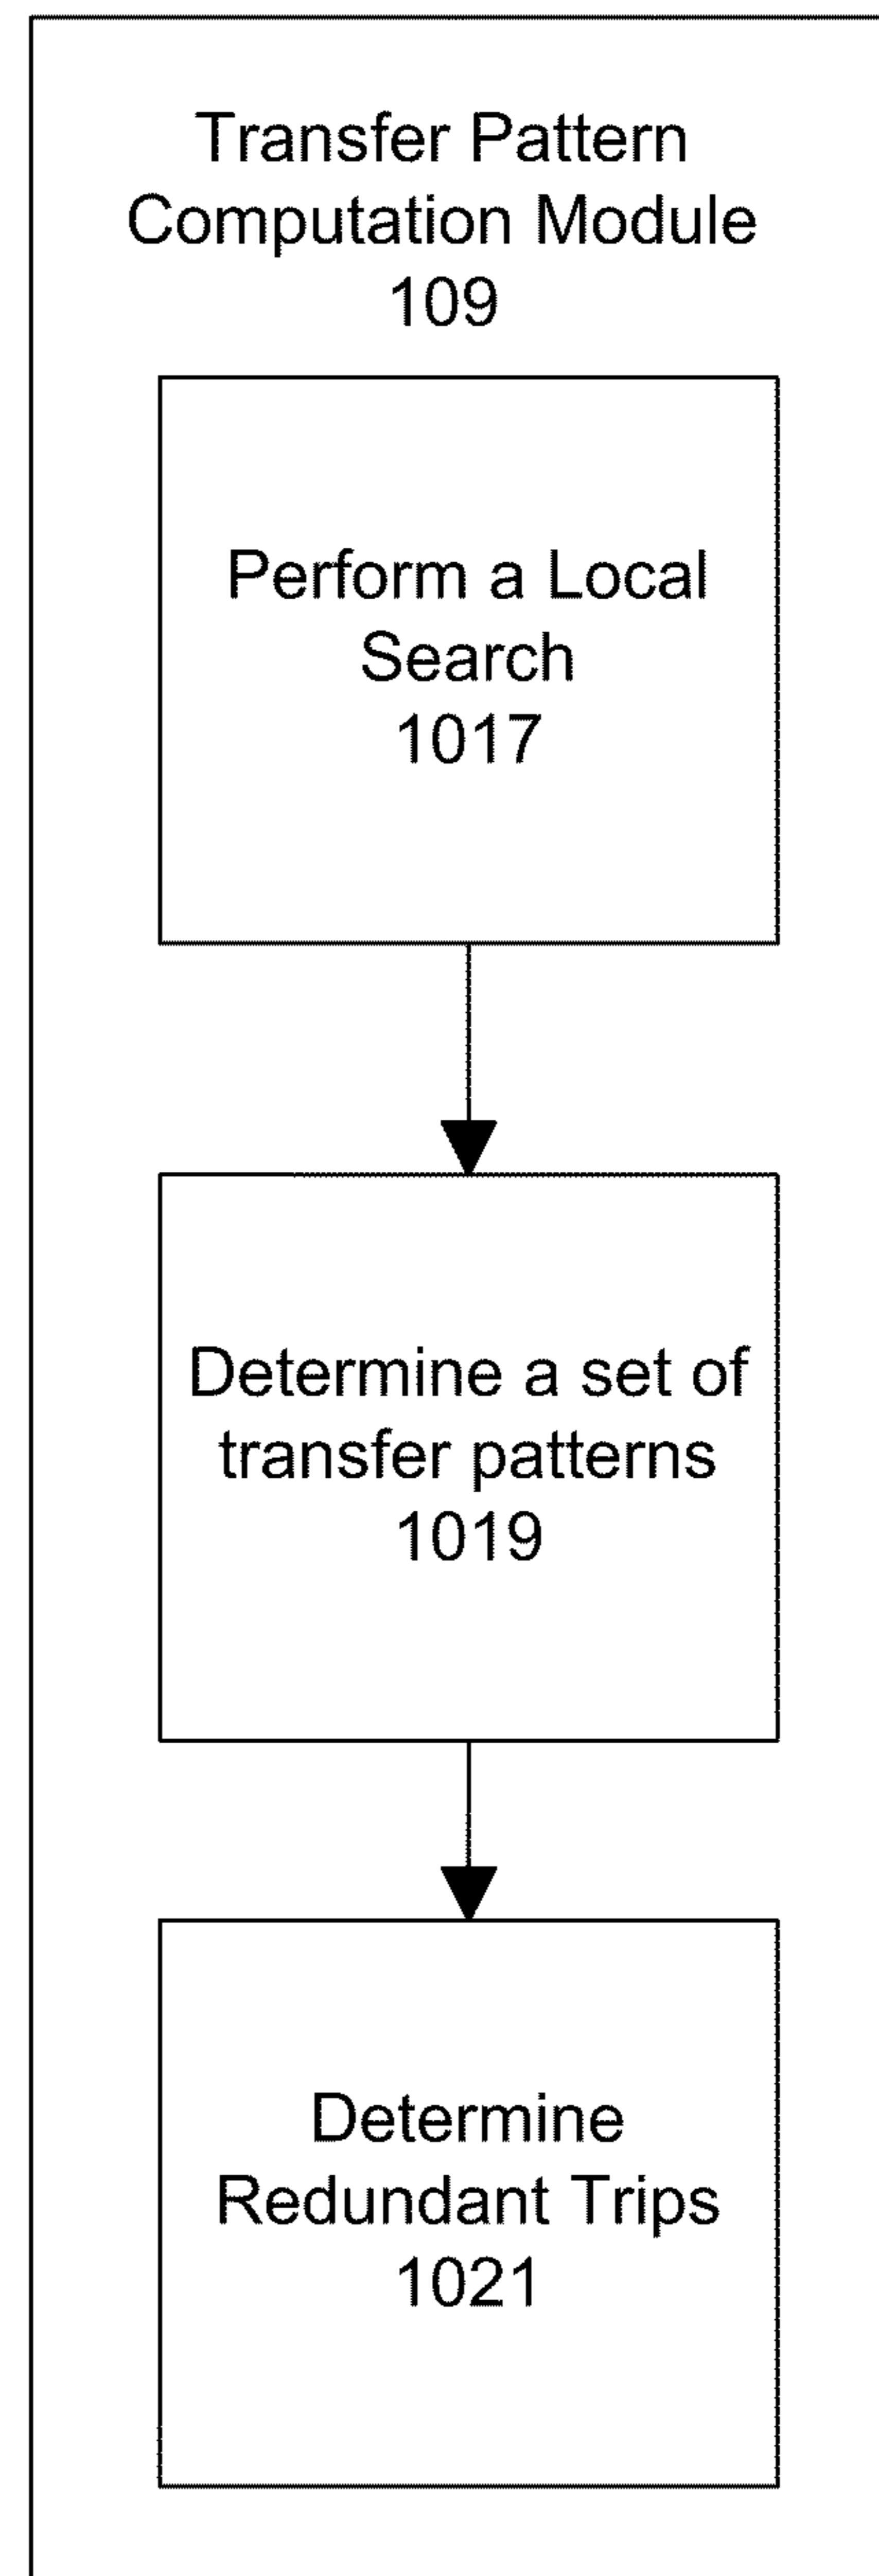 Transfer Pattern
Computation Module
109
Perform a Local
Search
1017
Determine a set of
transfer patterns
1019
Determine
Redundant Trips
1021